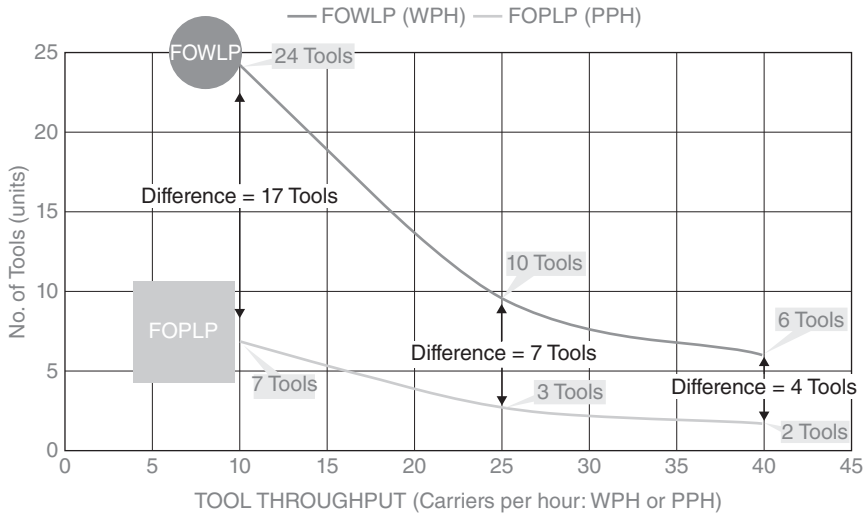 FOWLP (WPH) FOPLP (PPH)
25
FOWLP
24 Tools
20
Difference = 17 Tools
No. of Tools (units)
15
10 Tools
10
6 Tools
FOPLP
Difference = 7 Tools
5
7 Tools
3 Tools
Difference = 4 Tools
2 Tools
0
0 5 10 15 20 25 30 35 40 45
TOOL THROUGHPUT (Carriers per hour: WPH or PPH)